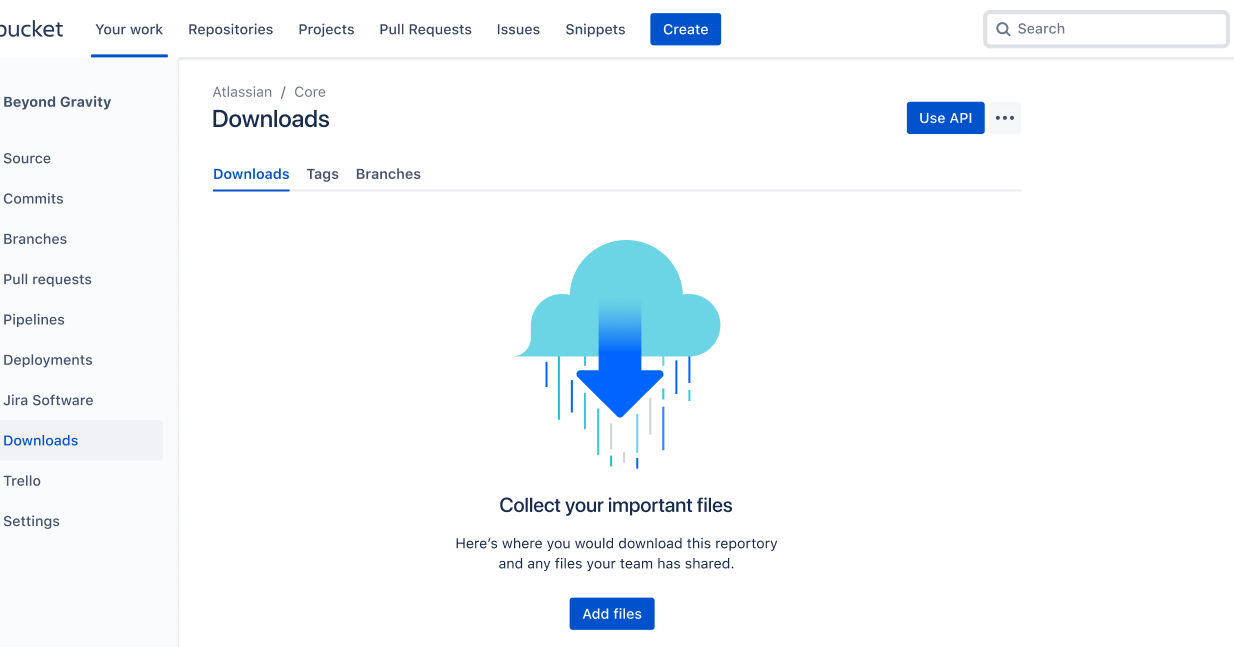 bucket
Your work Repositories Projects Pull Requests Issues Snippets Create Search
Beyond Gravity
Source
Commits
Branches
Pull requests
Pipelines
Deployments
Jira Software
Downloads
Trello
Settings
Atlassian / Core
Downloads
Use API
Downloads Tags Branches
Collect your important files
Here’s where you would download this reportory
and any files your team has shared.
Add files